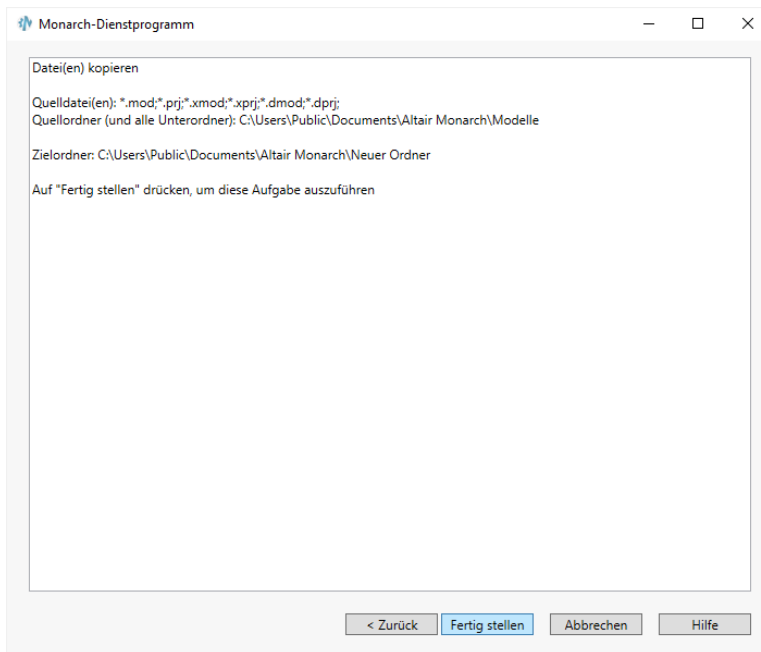 Monarch-Dienstprogramm
Datei(en) kopieren
Quelldatei(en): *.mod;*.prj;*.xmod;*.xprj;*.dmod;*.dprj;
Quellordner (und alle Unterordner): C:\Users\Public\Documents\Altair Monarch\Modelle
Zielordner: C:\Users\Public\Documents\Altair Monarch\Neuer Ordner
Auf "Fertig stellen" drücken, um diese Aufgabe auszuführen
< Zurück Fertig stellen Abbrechen Hilfe